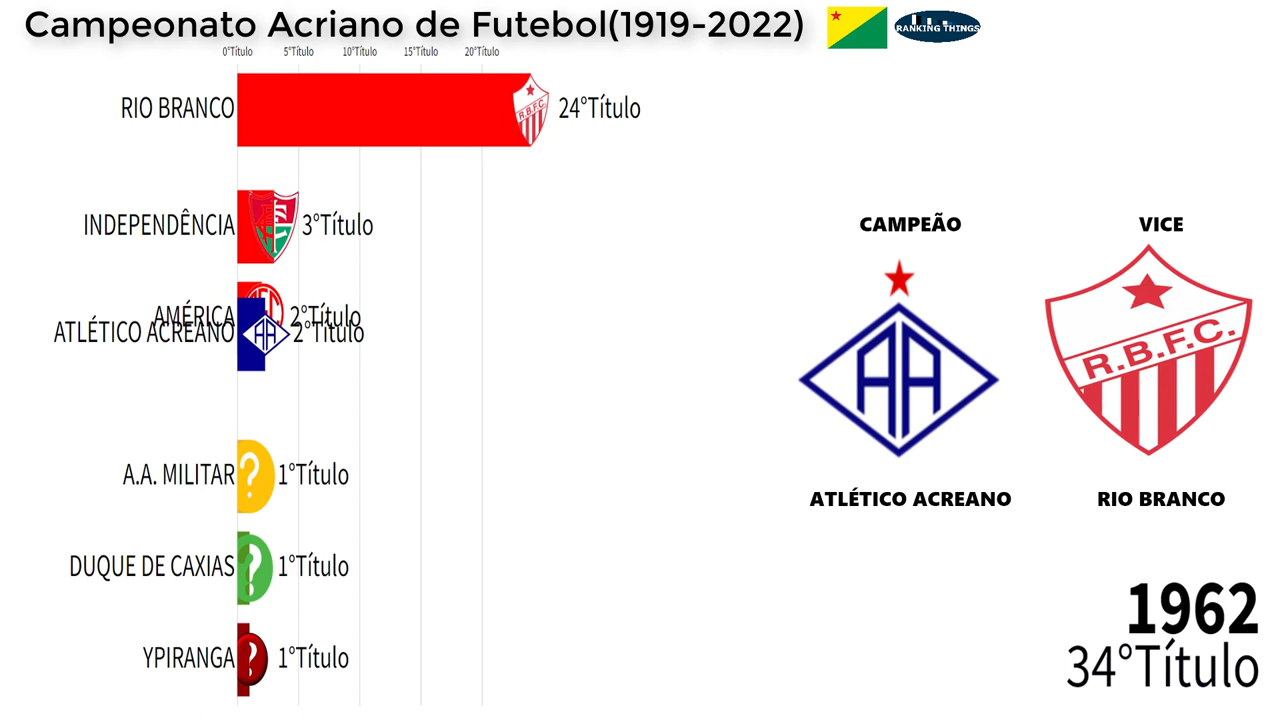 Campeonato Acriano de Futebol(1919-2022)
RANKING THINGS
0°Título 5°Título 10°Título 15°Título 20°Título
RIO BRANCO R.B.F.C. 24°Título
INDEPENDÊNCIA 3°Título
AMÉRICA 2°Título
ATLÉTICO ACREANO AA 2°Título
A.A. MILITAR ? 1°Título
DUQUE DE CAXIAS ? 1°Título
YPIRANGA ? 1°Título
CAMPEÃO VICE
AA R.B.F.C.
ATLÉTICO ACREANO RIO BRANCO
1962
34°Título